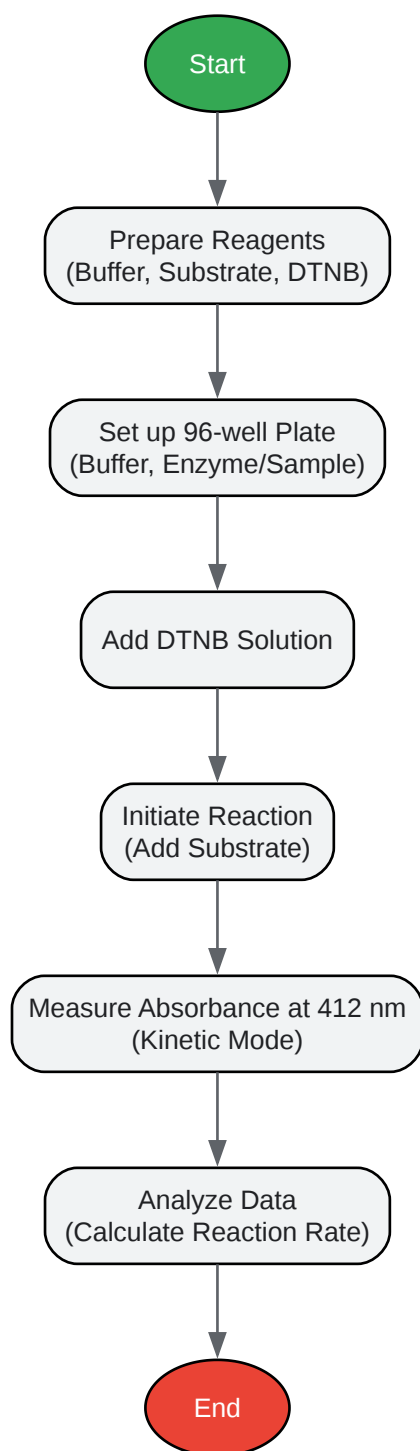 Start
Prepare Reagents
(Buffer, Substrate, DTNB)
Set up 96-well Plate
(Buffer, Enzyme/Sample)
Add DTNB Solution
Initiate Reaction
(Add Substrate)
Measure Absorbance at 412 nm
(Kinetic Mode)
Analyze Data
(Calculate Reaction Rate)
End